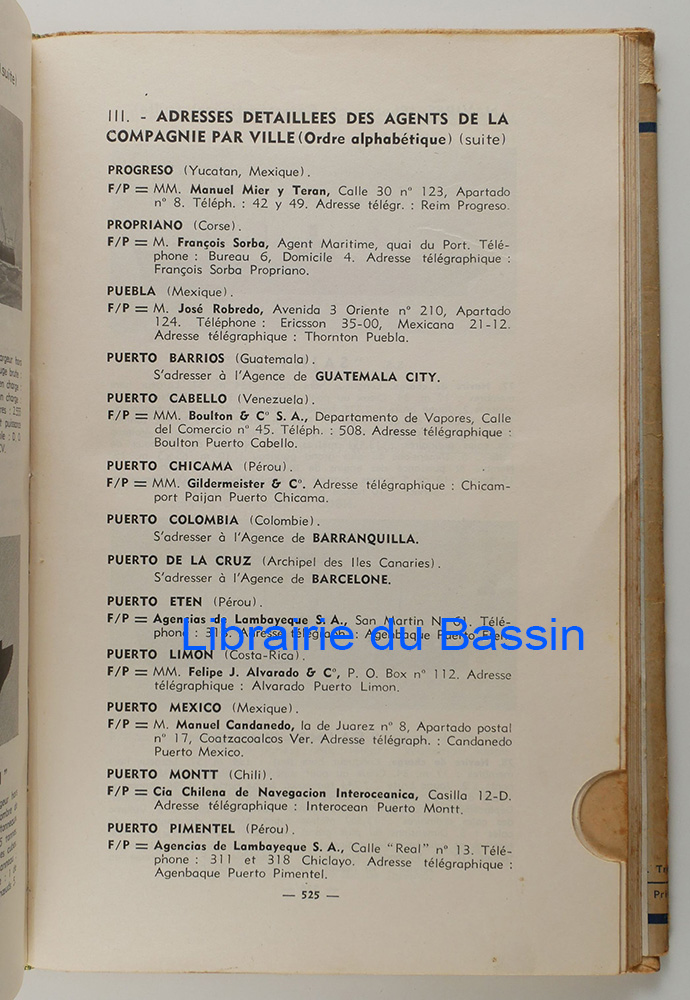 III. - ADRESSES DETAILLEES DES AGENTS DE LA
COMPAGNIE PAR VILLE (Ordre alphabétique) (suite)
PROGRESO (Yucatan, Mexique).
F/P = MM. Manuel Mier y Teran, Calle 30 n° 123, Apartado
n° 8. Téléph. : 42 y 49. Adresse télégr. : Reim Progreso.
PROPRIANO (Corse).
F/P = M. François Sorba, Agent Maritime, quai du Port. Télé-
phone : Bureau 6, Domicile 4. Adresse télégraphique :
François Sorba Propriano.
PUEBLA (Mexique).
F/P = M. José Robredo, Avenida 3 Oriente n° 210, Apartado
124. Téléphone : Ericsson 35-00, Mexicana 21-12.
Adresse télégraphique : Thornton Puebla.
PUERTO BARRIOS (Guatemala).
S'adresser à l'Agence de GUATEMALA CITY.
PUERTO CABELLO (Venezuela).
F/P = MM. Boulton & C° S. A., Departamento de Vapores, Calle
del Comercio n° 45. Téléph. : 508. Adresse télégraphique :
Boulton Puerto Cabello.
PUERTO CHICAMA (Pérou).
F/P = MM. Gildermeister & C°. Adresse télégraphique : Chicam-
port Paijan Puerto Chicama.
PUERTO COLOMBIA (Colombie).
S'adresser à l'Agence de BARRANQUILLA.
PUERTO DE LA CRUZ (Archipel des Iles Canaries).
S'adresser à l'Agence de BARCELONE.
PUERTO ETEN (Pérou).
F/P = Agencias de Lambayeque S. A., San Martin Télé-
phone : Adresse télégraph. : Agenbaque Puerto Eten.
Librairie du Bassin
PUERTO LIMON (Costa-Rica).
F/P = MM. Felipe J. Alvarado & C°, P. O. Box n° 112. Adresse
télégraphique : Alvarado Puerto Limon.
PUERTO MEXICO (Mexique).
F/P = M. Manuel Candanedo, la de Juarez n° 8, Apartado postal
n° 17, Coatzacoalcos Ver. Adresse télégraph. : Candanedo
Puerto Mexico.
PUERTO MONTT (Chili).
F/P = Cia Chilena de Navegacion Interoceanica, Casilla 12-D.
Adresse télégraphique : Interocean Puerto Montt.
PUERTO PIMENTEL (Pérou).
F/P = Agencias de Lambayeque S. A., Calle "Real" n° 13. Télé-
phone : 311 et 318 Chiclayo. Adresse télégraphique :
Agenbaque Puerto Pimentel.
— 525 —